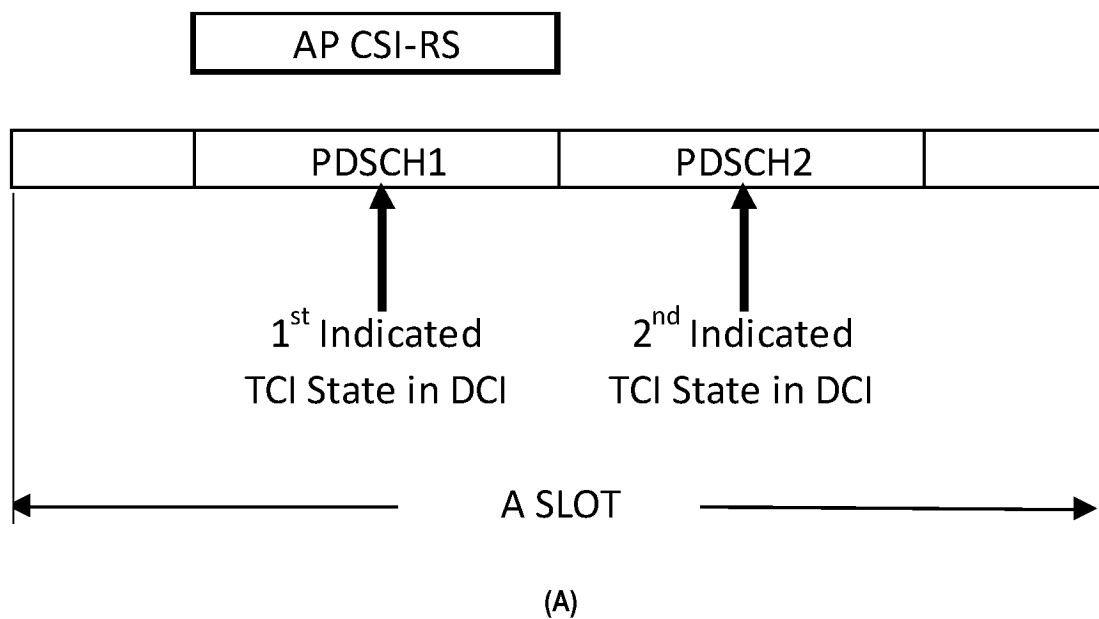 AP CSI-RS
PDSCH1 PDSCH2
1st Indicated 2nd Indicated
TCI State in DCI TCI State in DCI
A SLOT
(A)